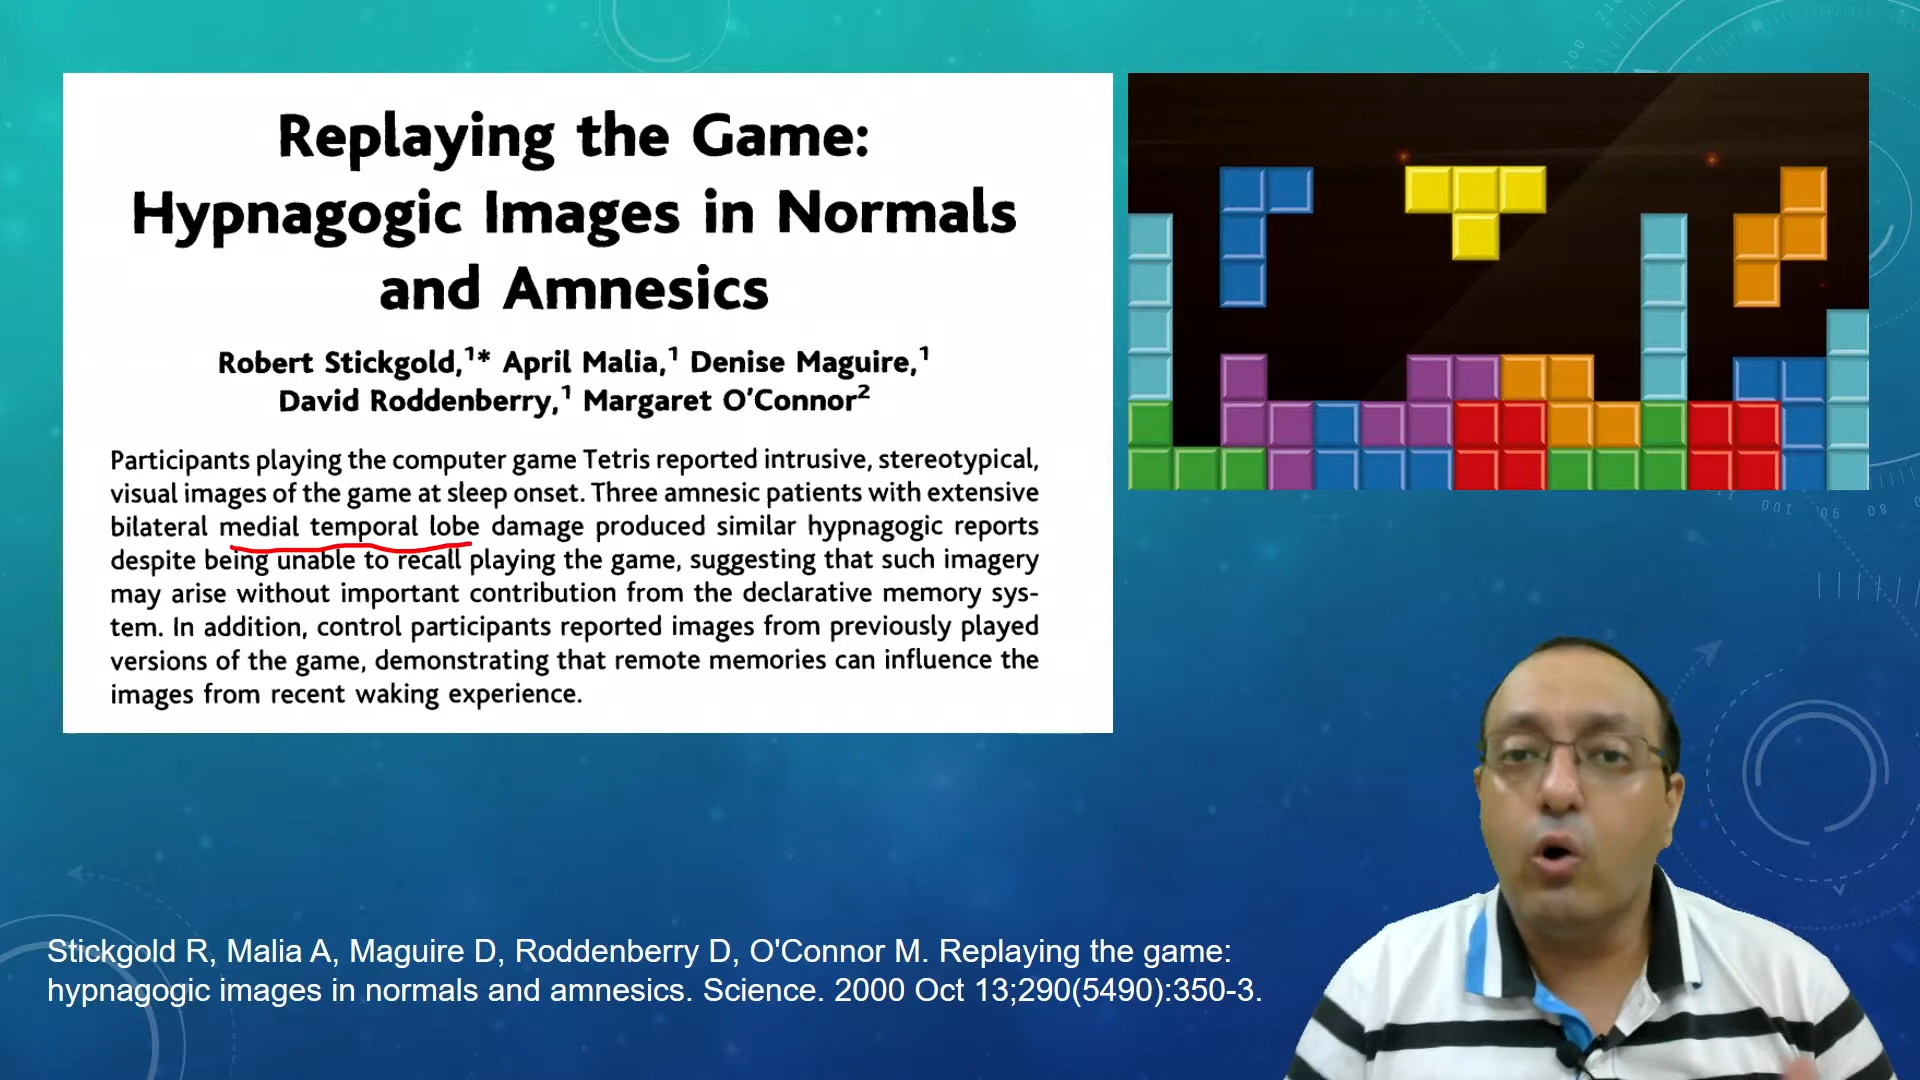 Replaying the Game:
Hypnagogic Images in Normals
and Amnesics
Robert Stickgold,¹* April Malia,¹ Denise Maguire,¹
David Roddenberry,¹ Margaret O'Connor²
Participants playing the computer game Tetris reported intrusive, stereotypical,
visual images of the game at sleep onset. Three amnesic patients with extensive
bilateral medial temporal lobe damage produced similar hypnagogic reports
despite being unable to recall playing the game, suggesting that such imagery
may arise without important contribution from the declarative memory sys-
tem. In addition, control participants reported images from previously played
versions of the game, demonstrating that remote memories can influence the
images from recent waking experience.
Stickgold R, Malia A, Maguire D, Roddenberry D, O'Connor M. Replaying the game:
hypnagogic images in normals and amnesics. Science. 2000 Oct 13;290(5490):350-3.